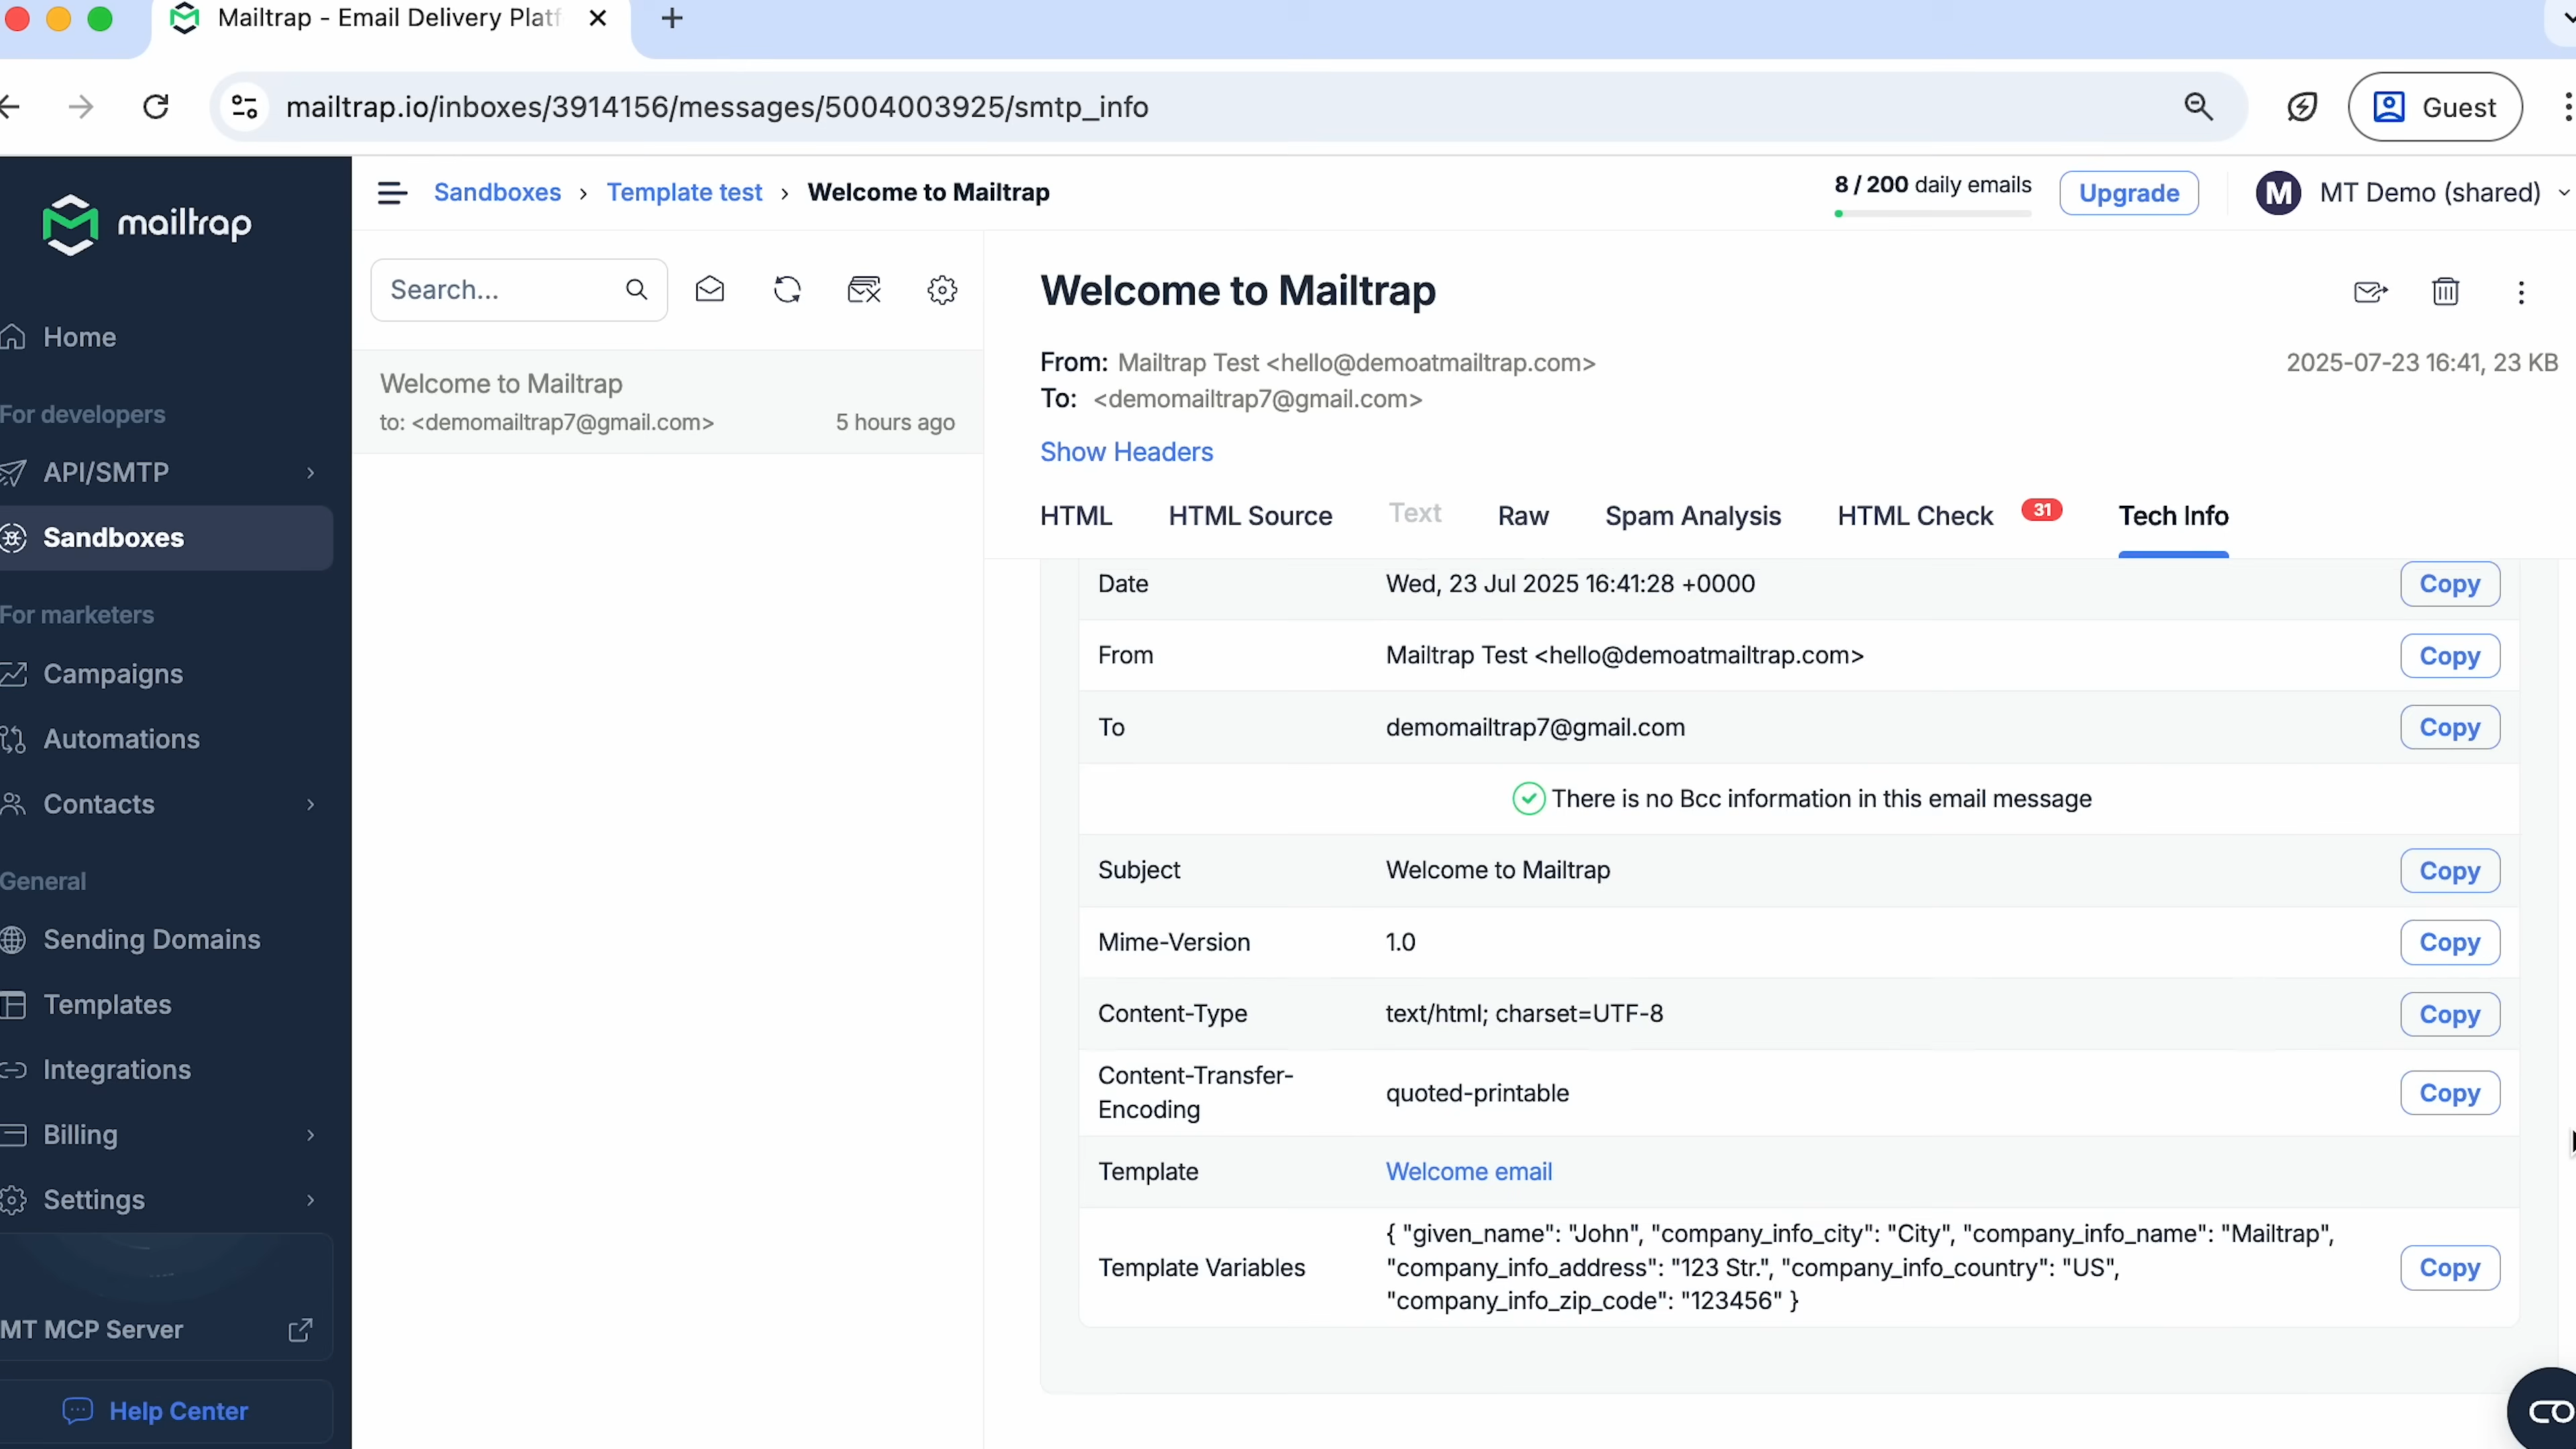 Mailtrap - Email Delivery Platf
mailtrap.io/inboxes/3914156/messages/5004003925/smtp_info
Guest
mailtrap
Home
For developers
API/SMTP
Sandboxes
For marketers
Campaigns
Automations
Contacts
General
Sending Domains
Templates
Integrations
Billing
Settings
MT MCP Server
Help Center
Sandboxes › Template test › Welcome to Mailtrap
8 / 200 daily emails
Upgrade
M MT Demo (shared)
Search...
Welcome to Mailtrap
to: <demomailtrap7@gmail.com> 5 hours ago
Welcome to Mailtrap
From: Mailtrap Test <hello@demoatmailtrap.com>
2025-07-23 16:41, 23 KB
To: <demomailtrap7@gmail.com>
Show Headers
HTML HTML Source Text Raw Spam Analysis HTML Check 31 Tech Info
Date Wed, 23 Jul 2025 16:41:28 +0000 Copy
From Mailtrap Test <hello@demoatmailtrap.com> Copy
To demomailtrap7@gmail.com Copy
There is no Bcc information in this email message
Subject Welcome to Mailtrap Copy
Mime-Version 1.0 Copy
Content-Type text/html; charset=UTF-8 Copy
Content-Transfer-
Encoding
quoted-printable Copy
Template Welcome email
Template Variables
{ "given_name": "John", "company_info_city": "City", "company_info_name": "Mailtrap",
"company_info_address": "123 Str.", "company_info_country": "US",
"company_info_zip_code": "123456" }
Copy